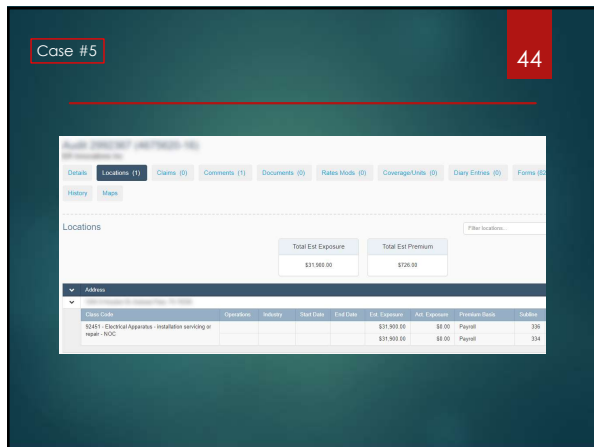 Case #5
44
Details Locations (1) Claims (0) Comments (1) Documents (0) Rates Mods (0) Coverage/Units (0) Diary Entries (0) Forms (82
History Maps
Locations
Filter locations...
Total Est Exposure Total Est Premium
$31,900.00 $726.00
Address
Class Code Operations Industry Start Date End Date Est. Exposure Act. Exposure Premium Basis Subline
92451 - Electrical Apparatus - installation servicing or $31,900.00 $0.00 Payroll 336
repair - NOC $31,900.00 $0.00 Payroll 334